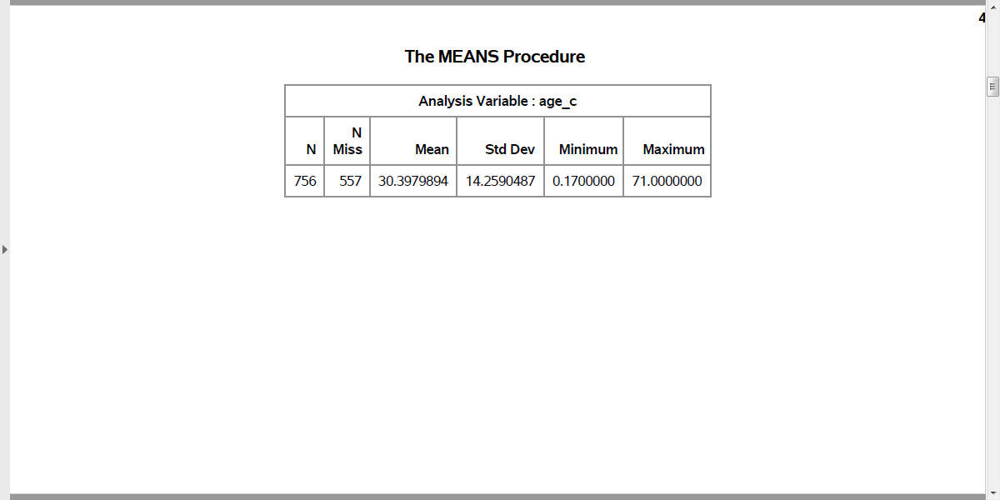 4
The MEANS Procedure
Analysis Variable : age_c
N N Miss Mean Std Dev Minimum Maximum
756 557 30.3979894 14.2590487 0.1700000 71.0000000